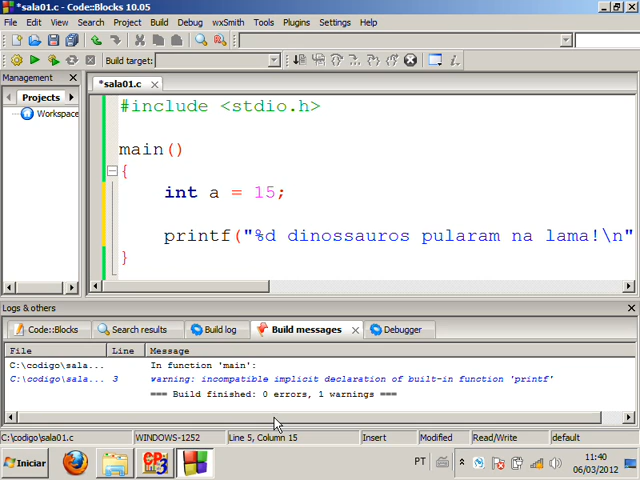 *sala01.c - Code::Blocks 10.05
File Edit View Search Project Build Debug wxSmith Tools Plugins Settings Help
Build target:
Management
*sala01.c
Projects
Workspace
#include <stdio.h>
main()
{
int a = 15;
printf("%d dinossauros pularam na lama!\n"
}
Logs & others
Code::Blocks Search results Build log Build messages Debugger
File Line Message
C:\codigo\sala... In function 'main':
C:\codigo\sala... 3 warning: incompatible implicit declaration of built-in function 'printf'
=== Build finished: 0 errors, 1 warnings ===
C:\codigo\sala01.c WINDOWS-1252 Line 5, Column 15 Insert Modified Read/Write default
Iniciar
PT
11:40
06/03/2012